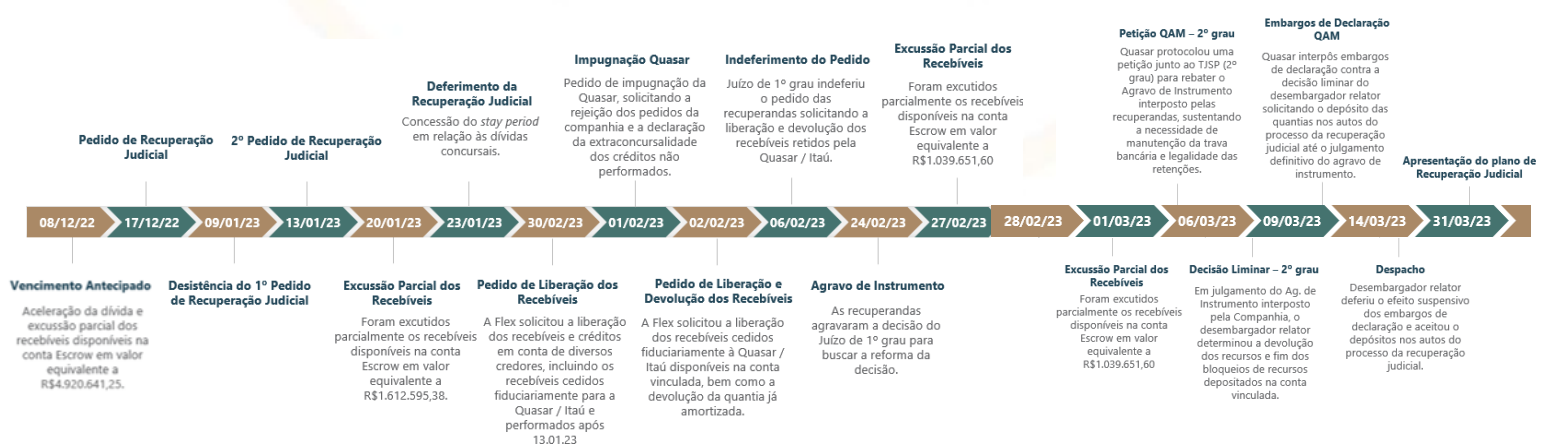 Pedido de Recuperação
Judicial
2º Pedido de Recuperação
Judicial
Deferimento da
Recuperação Judicial
Concessão do stay period
em relação às dívidas
concursais.
Impugnação Quasar
Pedido de impugnação da
Quasar, solicitando a
rejeição dos pedidos da
companhia e a declaração
da extraconcursalidade
dos créditos não
performados.
Indeferimento do Pedido
Juízo de 1º grau indeferiu
o pedido das
recuperandas solicitando a
liberação e devolução dos
recebíveis retidos pela
Quasar / Itaú.
Excussão Parcial dos
Recebíveis
Foram excutidos
parcialmente os recebíveis
disponíveis na conta
Escrow em valor
equivalente a
R$1.039.651,60
Petição QAM – 2º grau
Quasar protocolou uma
petição junto ao TJSP (2º
grau) para rebater o
Agravo de Instrumento
interposto pelas
recuperandas, sustentando
a necessidade de
manutenção da trava
bancária e legalidade das
retenções.
Embargos de Declaração
QAM
Quasar interpôs embargos
de declaração contra a
decisão liminar do
desembargador relator
solicitando o depósito das
quantias nos autos do
processo da recuperação
judicial até o julgamento
definitivo do agravo de
instrumento.
Apresentação do plano de
Recuperação Judicial
08/12/22
17/12/22
09/01/23
13/01/23
20/01/23
23/01/23
30/02/23
01/02/23
02/02/23
06/02/23
24/02/23
27/02/23
28/02/23
01/03/23
06/03/23
09/03/23
14/03/23
31/03/23
Vencimento Antecipado
Aceleração da dívida e
excussão parcial dos
recebíveis disponíveis na
conta Escrow em valor
equivalente a
R$4.920.641,25.
Desistência do 1º Pedido
de Recuperação Judicial
Excussão Parcial dos
Recebíveis
Foram excutidos
parcialmente os recebíveis
disponíveis na conta
Escrow em valor
equivalente a
R$1.612.595,38.
Pedido de Liberação dos
Recebíveis
A Flex solicitou a liberação
dos recebíveis e créditos
em conta de diversos
credores, incluindo os
recebíveis cedidos
fiduciariamente para a
Quasar / Itaú e
performados após
13.01.23
Pedido de Liberação e
Devolução dos Recebíveis
A Flex solicitou a liberação
dos recebíveis cedidos
fiduciariamente à Quasar /
Itaú disponíveis na conta
vinculada, bem como a
devolução da quantia já
amortizada.
Agravo de Instrumento
As recuperandas
agravaram a decisão do
Juízo de 1º grau para
buscar a reforma da
decisão.
Excussão Parcial dos
Recebíveis
Foram excutidos
parcialmente os recebíveis
disponíveis na conta
Escrow em valor
equivalente a
R$1.039.651,60
Decisão Liminar – 2º grau
Em julgamento do Ag. de
Instrumento interposto
pela Companhia, o
desembargador relator
determinou a devolução
dos recursos e fim dos
bloqueios de recursos
depositados na conta
vinculada.
Despacho
Desembargador relator
deferiu o efeito suspensivo
dos embargos de
declaração e aceitou o
depósitos nos autos do
processo da recuperação
judicial.